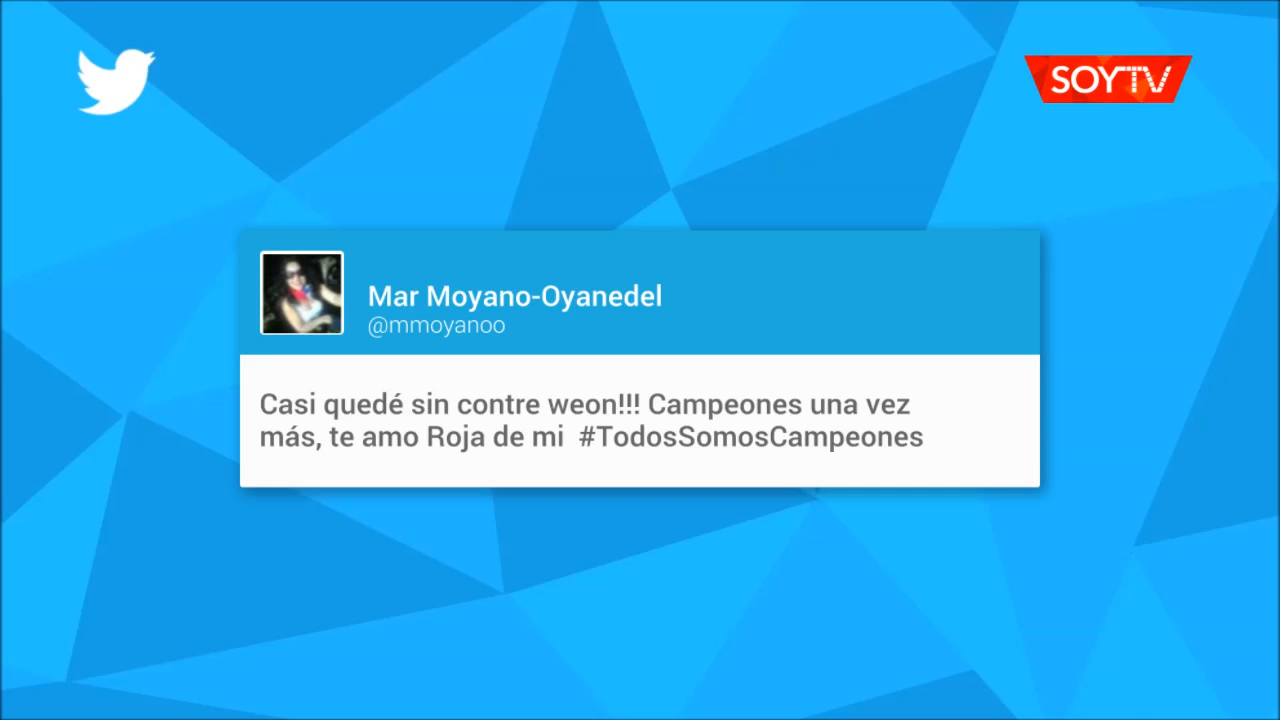 SOYTV
Mar Moyano-Oyanedel
@mmoyanoo
Casi quedé sin contre weon!!! Campeones una vez
más, te amo Roja de mi #TodosSomosCampeones